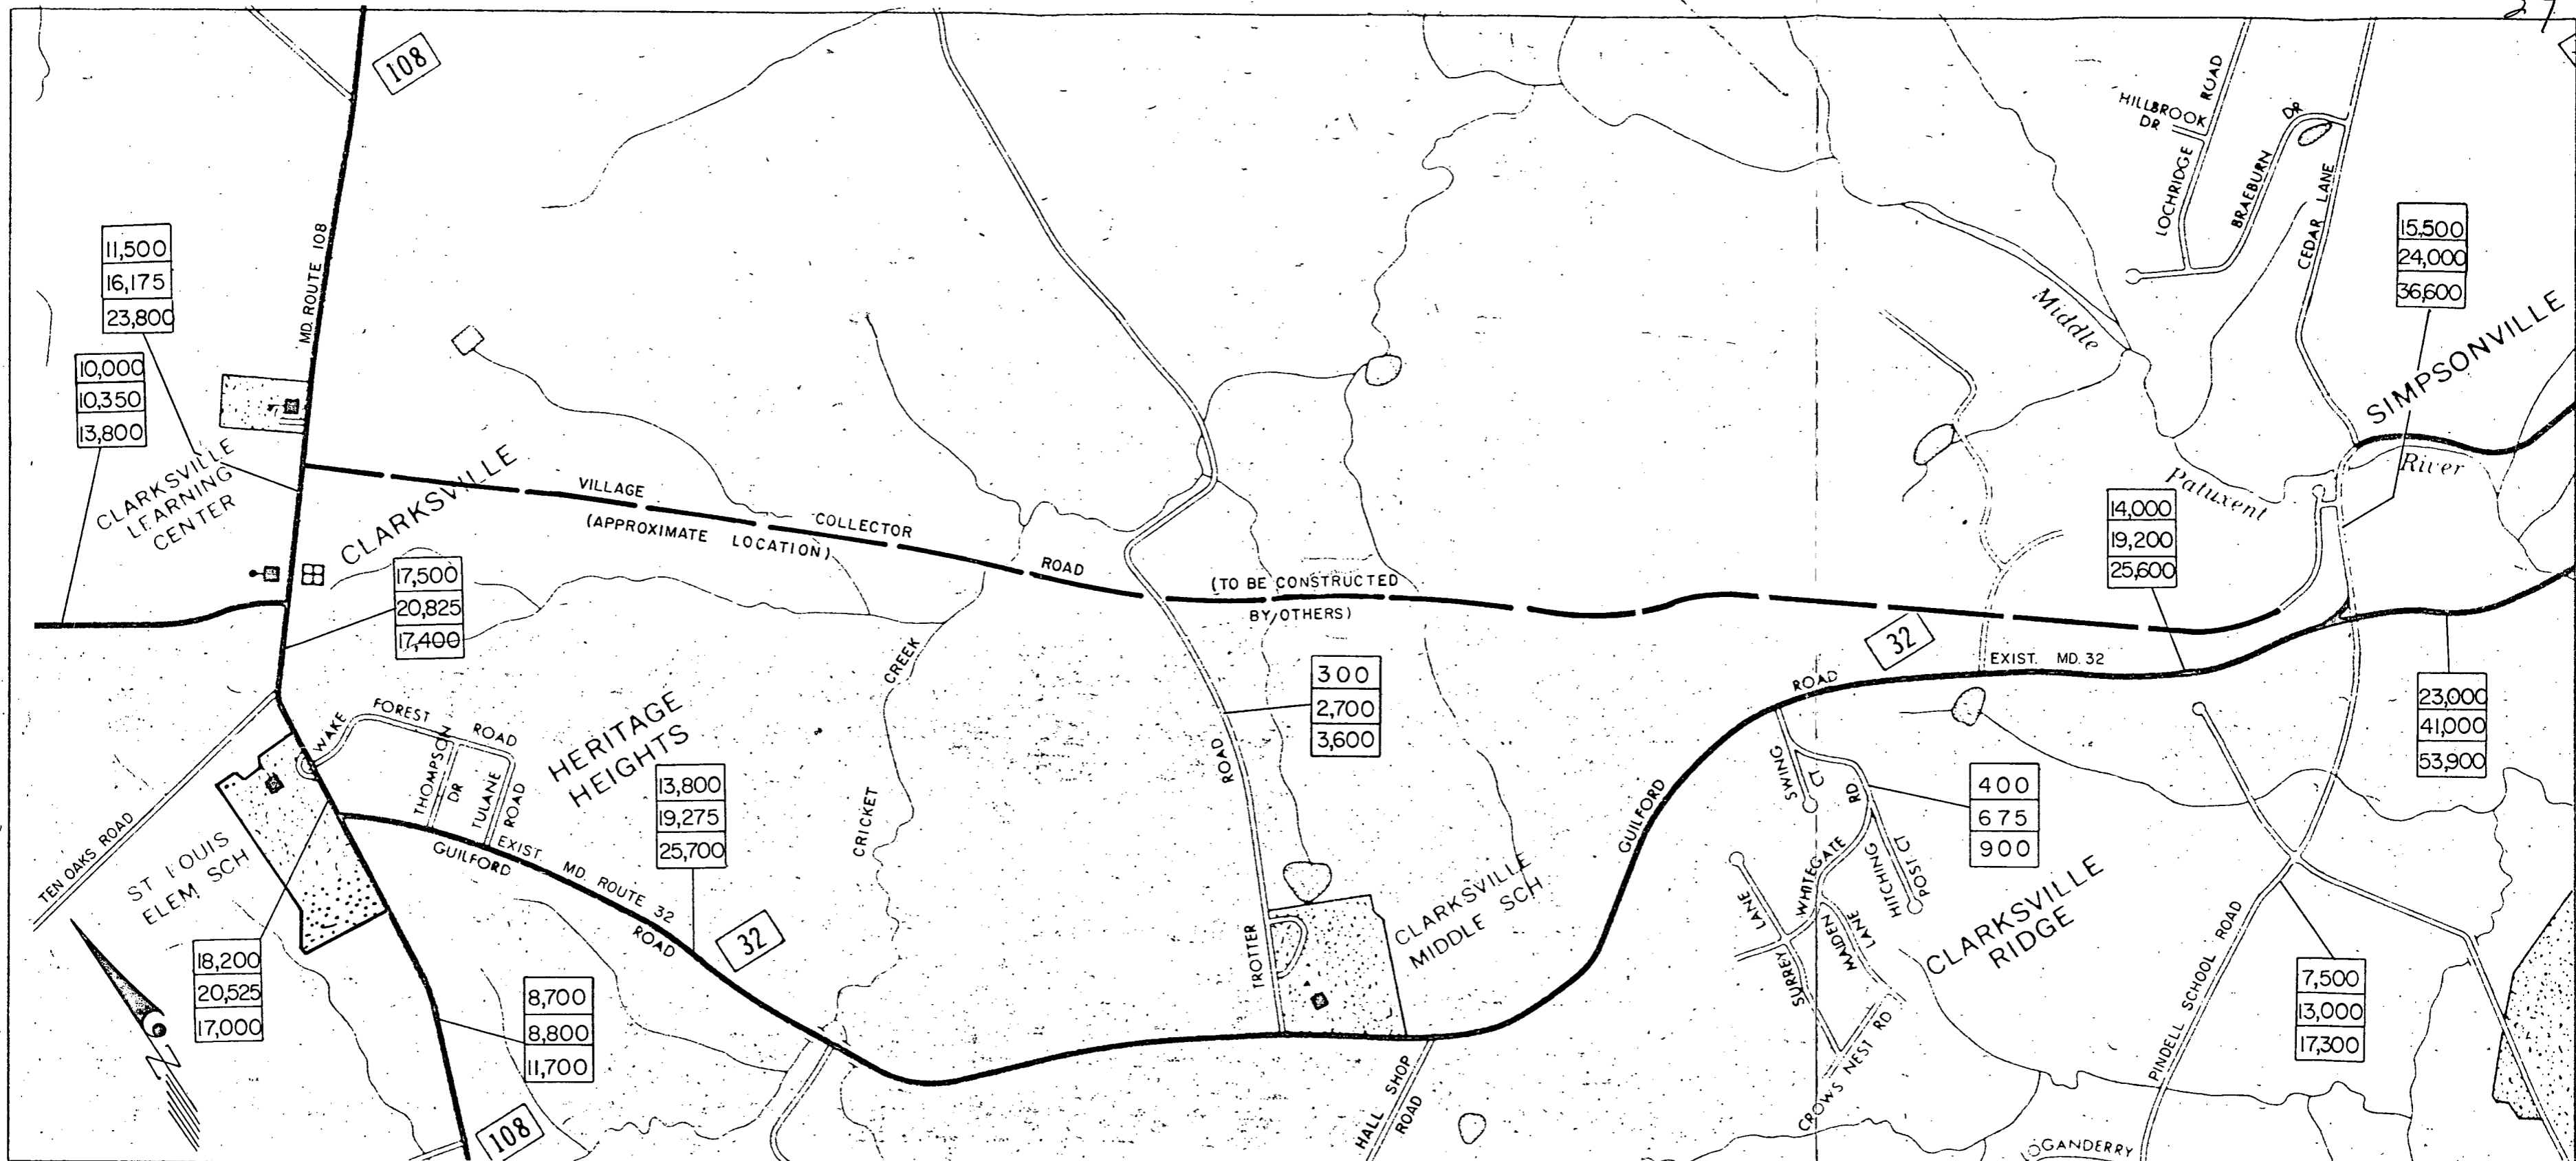 27
108
HILLBROOK
DR
ROAD
LOCHRIDGE
BRAEBURN
DR
CEDAR LANE
MD. ROUTE 108
11,500
16,175
23,800
10,000
10,350
13,800
15,500
24,000
36,600
Middle
Patuxent
River
SIMPSONVILLE
CLARKSVILLE
LEARNING
CENTER
CLARKSVILLE
VILLAGE
COLLECTOR
ROAD
(APPROXIMATE LOCATION)
(TO BE CONSTRUCTED
BY OTHERS)
17,500
20,825
17,400
14,000
19,200
25,600
32
EXIST. MD. 32
ROAD
GUILFORD
23,000
41,000
53,900
300
2,700
3,600
CREEK
CRICKET
WAKE
FOREST
ROAD
THOMPSON
DR
TULANE
ROAD
HERITAGE
HEIGHTS
13,800
19,275
25,700
TEN OAKS ROAD
ST LOUIS
ELEM SCH
GUILFORD
EXIST. MD. ROUTE 32
ROAD
32
ROAD
TROTTER
CLARKSVILLE
MIDDLE SCH
SWING
CT
RD
400
675
900
WHITEGATE
HITCHING
POST CT
LANE
SURREY
MAIDEN
LANE
CLARKSVILLE
RIDGE
CROWS NEST RD
PINDELL SCHOOL ROAD
7,500
13,000
17,300
18,200
20,525
17,000
8,700
8,800
11,700
N
108
HALL SHOP
ROAD
OGANDERRY